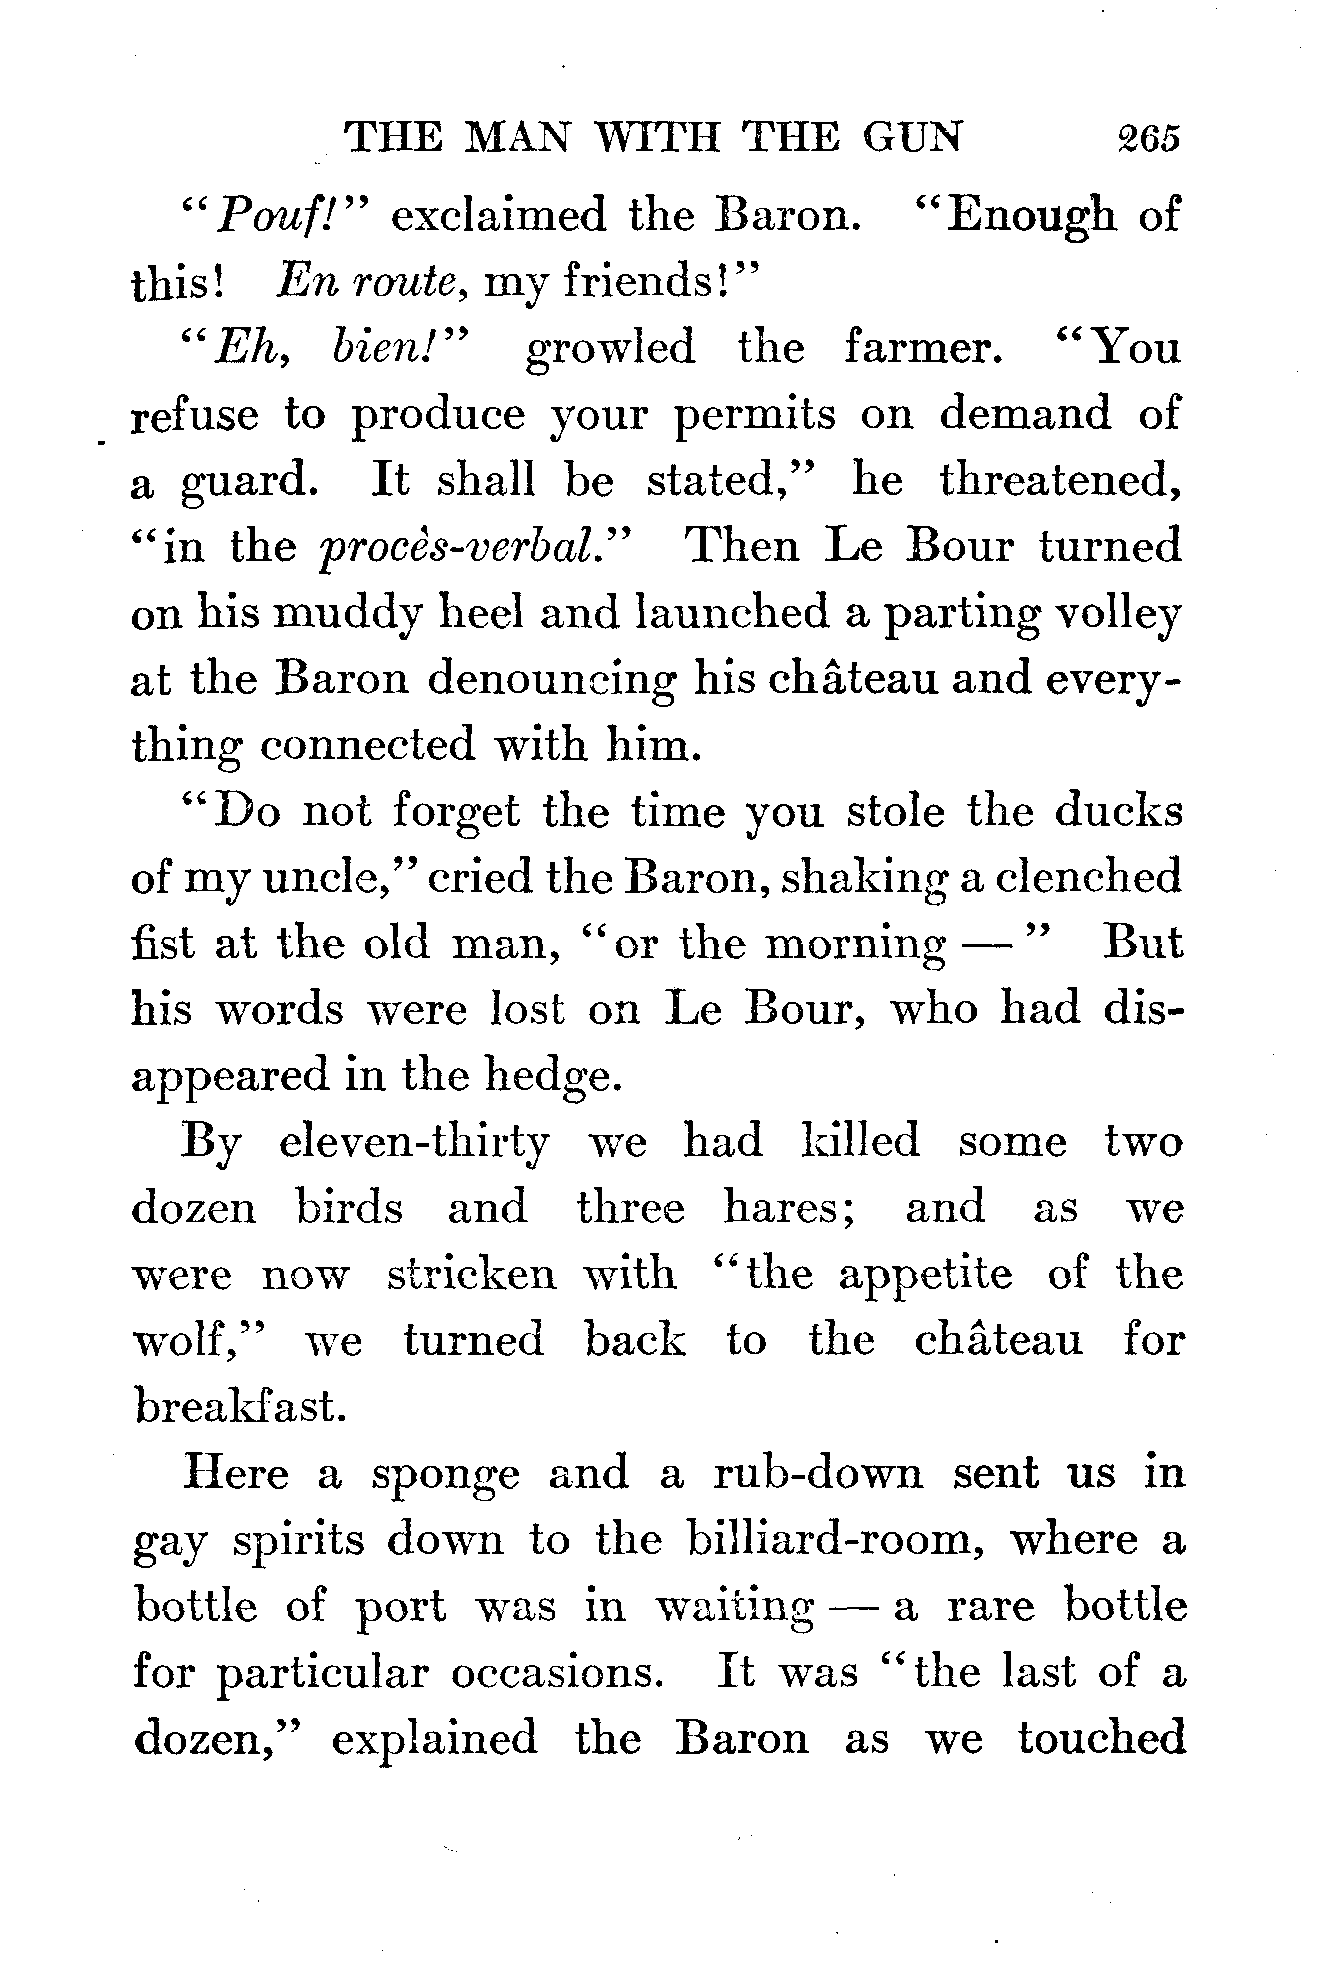 THE MAN WITH THE GUN 265
“Pouf!” exclaimed the Baron. “Enough of
this! En route, my friends!”
“Eh, bien!” growled the farmer. “You
refuse to produce your permits on demand of
a guard. It shall be stated,” he threatened,
“in the procès-verbal.” Then Le Bour turned
on his muddy heel and launched a parting volley
at the Baron denouncing his château and every-
thing connected with him.
“Do not forget the time you stole the ducks
of my uncle,” cried the Baron, shaking a clenched
fist at the old man, “or the morning — ” But
his words were lost on Le Bour, who had dis-
appeared in the hedge.
By eleven-thirty we had killed some two
dozen birds and three hares; and as we
were now stricken with “the appetite of the
wolf,” we turned back to the château for
breakfast.
Here a sponge and a rub-down sent us in
gay spirits down to the billiard-room, where a
bottle of port was in waiting — a rare bottle
for particular occasions. It was “the last of a
dozen,” explained the Baron as we touched